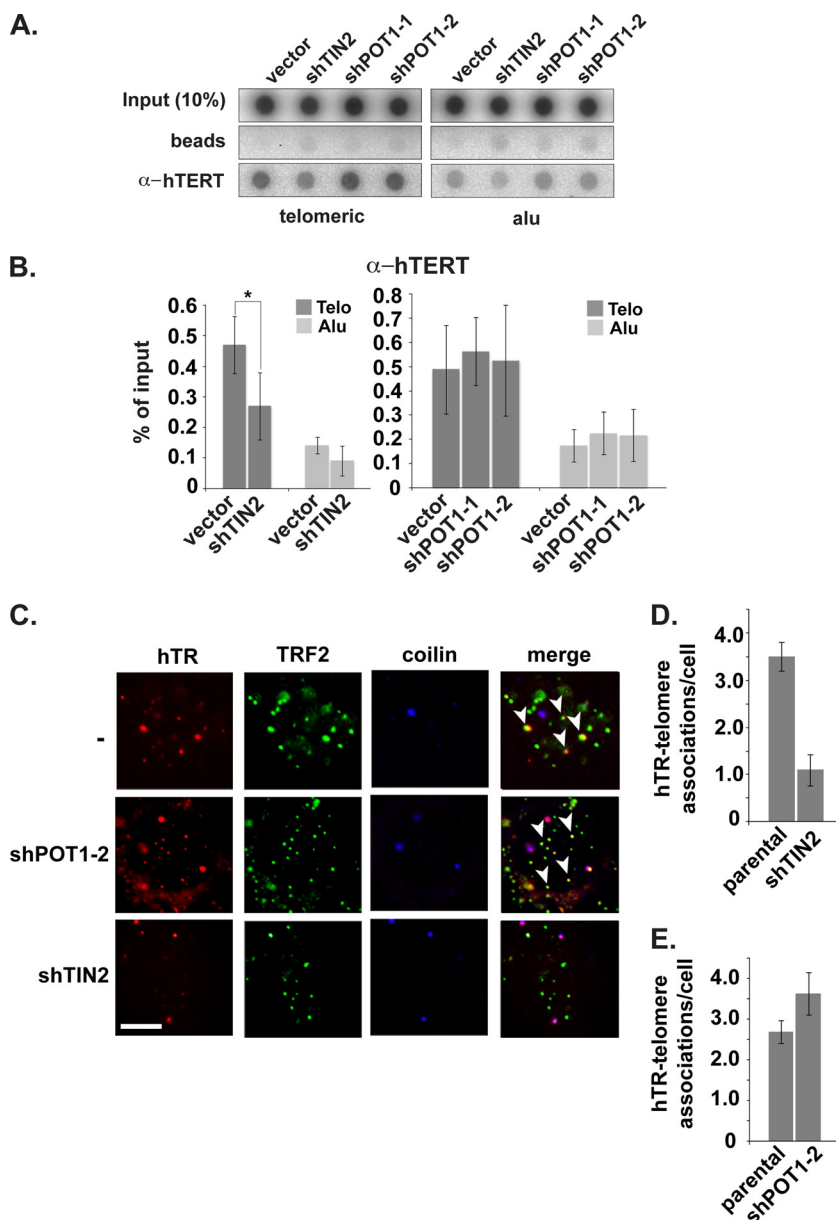 A.
vector shTIN2 shPOT1-1 shPOT1-2 vector shTIN2 shPOT1-1 shPOT1-2
Input (10%)
beads
α-hTERT
telomeric alu
B.
α-hTERT
% of input
0.6
0.5
0.4
0.3
0.2
0.1
0
* Telo
Alu
vector shTIN2 vector shTIN2
0.8
0.7
0.6
0.5
0.4
0.3
0.2
0.1
0
Telo
Alu
vector shPOT1-1 shPOT1-2 vector shPOT1-1 shPOT1-2
C.
hTR TRF2 coilin merge
-
shPOT1-2
shTIN2
D.
hTR-telomere
associations/cell
4.0
3.0
2.0
1.0
0
parental shTIN2
E.
hTR-telomere
associations/cell
4.0
3.0
2.0
1.0
0
parental shPOT1-2